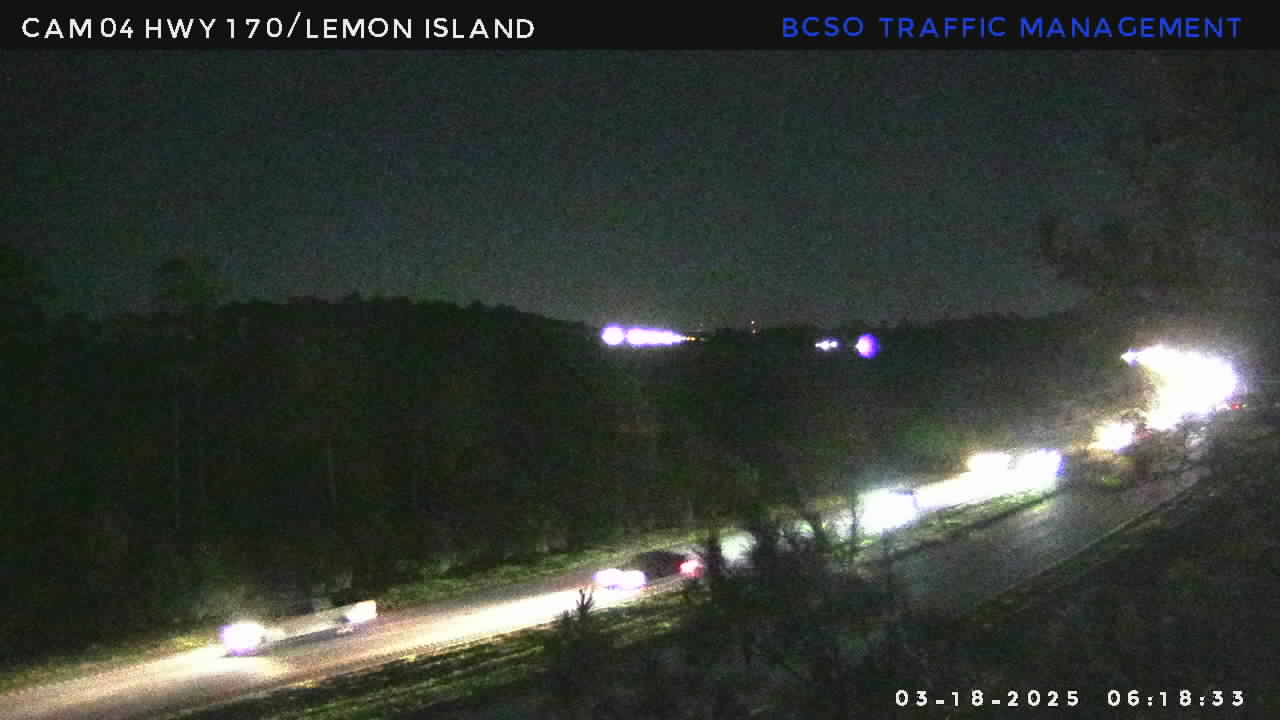 CAM04 HWY170/LEMON ISLAND
BCSO TRAFFIC MANAGEMENT
03-18-2025 06:18:33